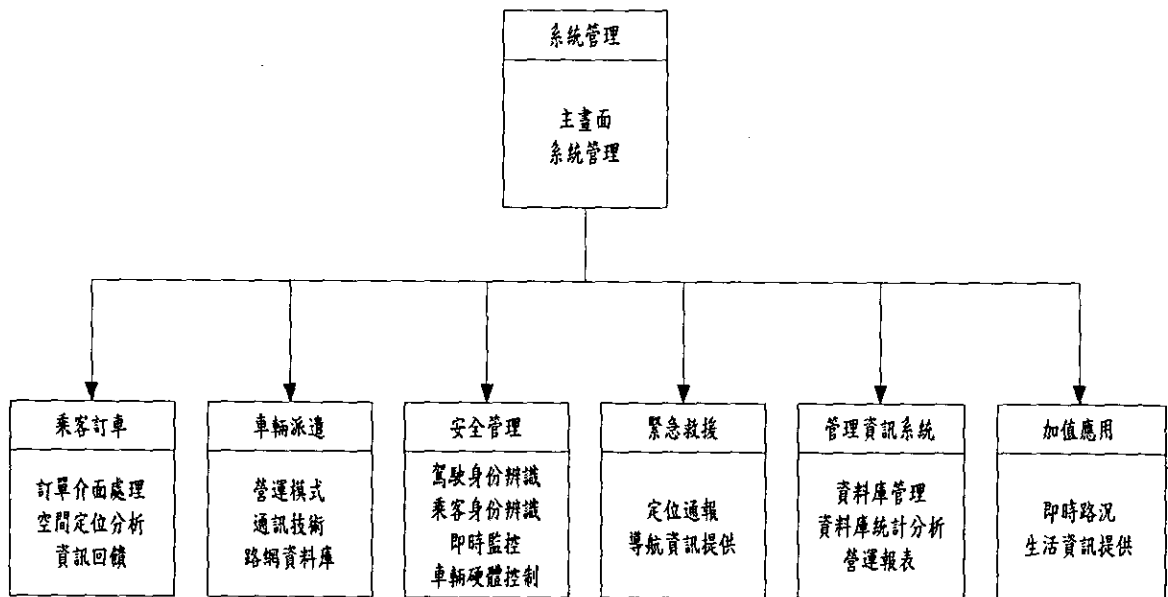 系統管理
主畫面
系統管理
乘客訂車
訂單介面處理
空間定位分析
資訊回饋
車輛派遣
營運模式
通訊技術
路網資料庫
安全管理
駕駛身份辨識
乘客身份辨識
即時監控
車輛硬體控制
緊急救援
定位通報
導航資訊提供
管理資訊系統
資料庫管理
資料庫統計分析
營運報表
加值應用
即時路況
生活資訊提供